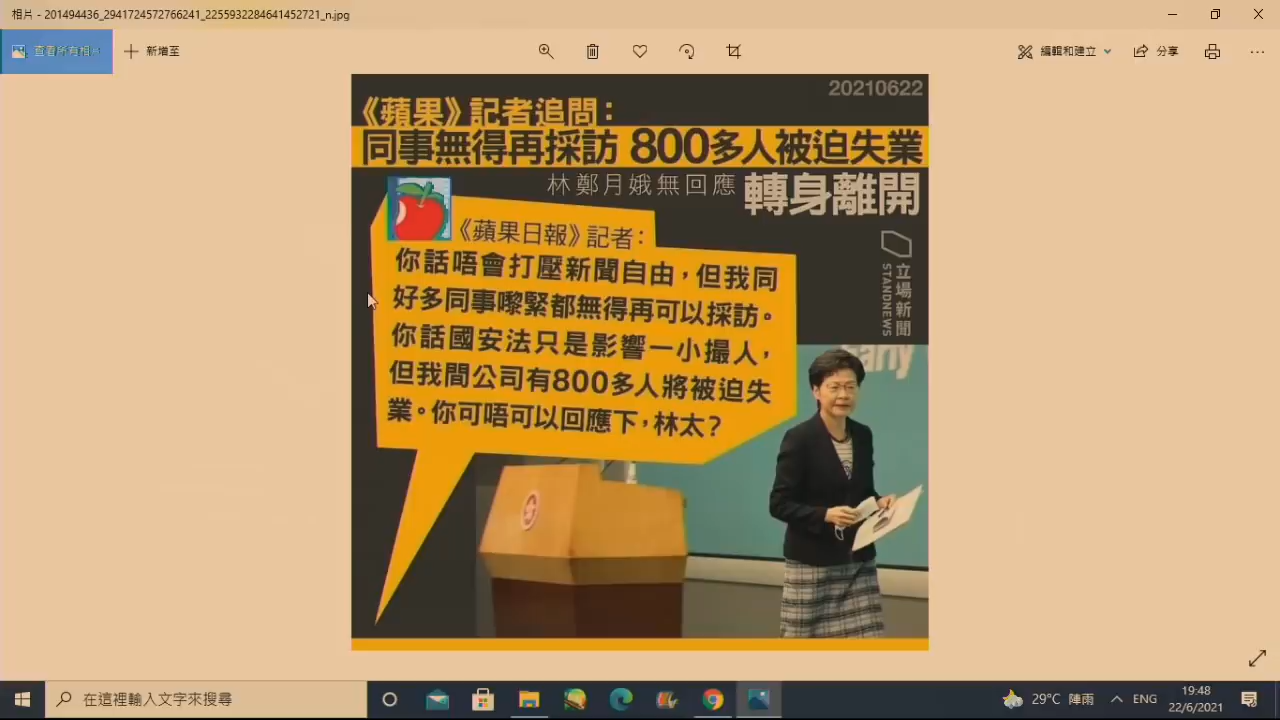 相片 - 201494436_2941724572766241_2255932284641452721_n.jpg
查看所有相片
新增至
編輯和建立
分享
20210622
《蘋果》記者追問：
同事無得再採訪 800多人被迫失業
林鄭月娥無回應 轉身離開
《蘋果日報》記者：
你話唔會打壓新聞自由，但我同
好多同事嚟緊都無得再可以採訪。
你話國安法只是影響一小撮人，
但我間公司有800多人將被迫失
業。你可唔可以回應下，林太？
立場新聞
STANDNEWS
在這裡輸入文字來搜尋
29°C 陣雨
ENG
19:48
22/6/2021